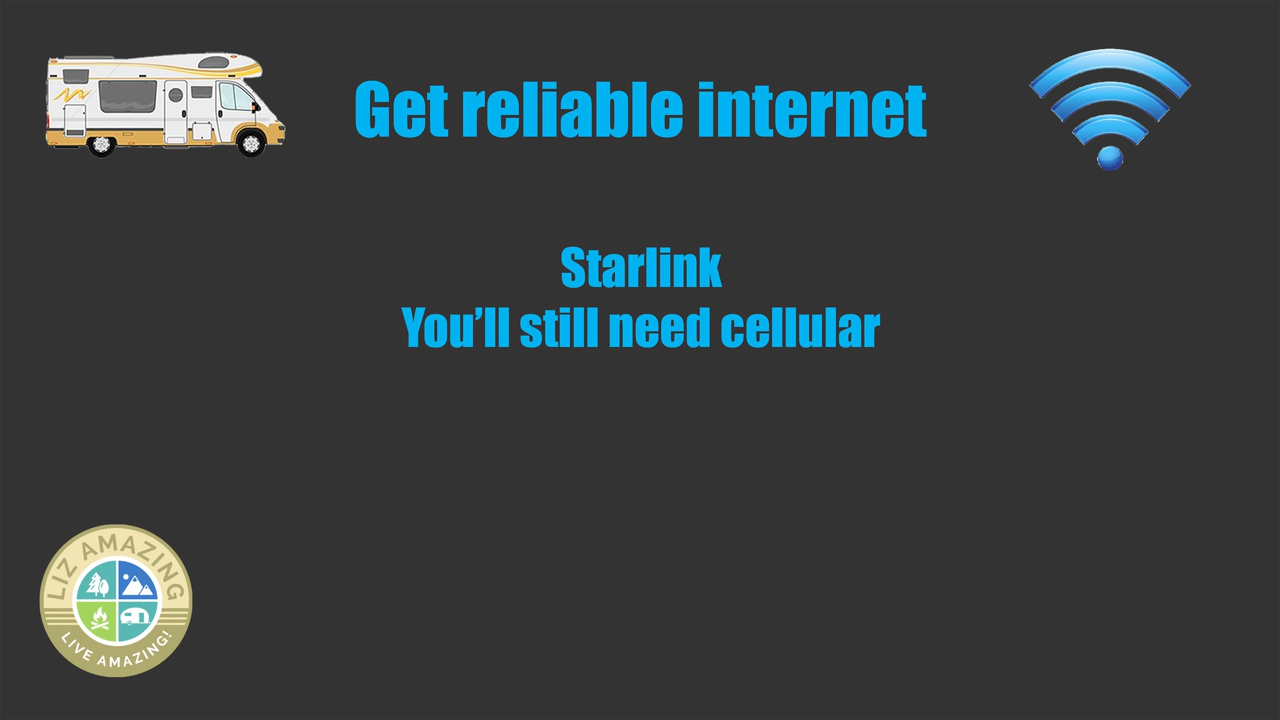 Get reliable internet
Starlink
You’ll still need cellular
LIZ AMAZING
LIVE AMAZING!